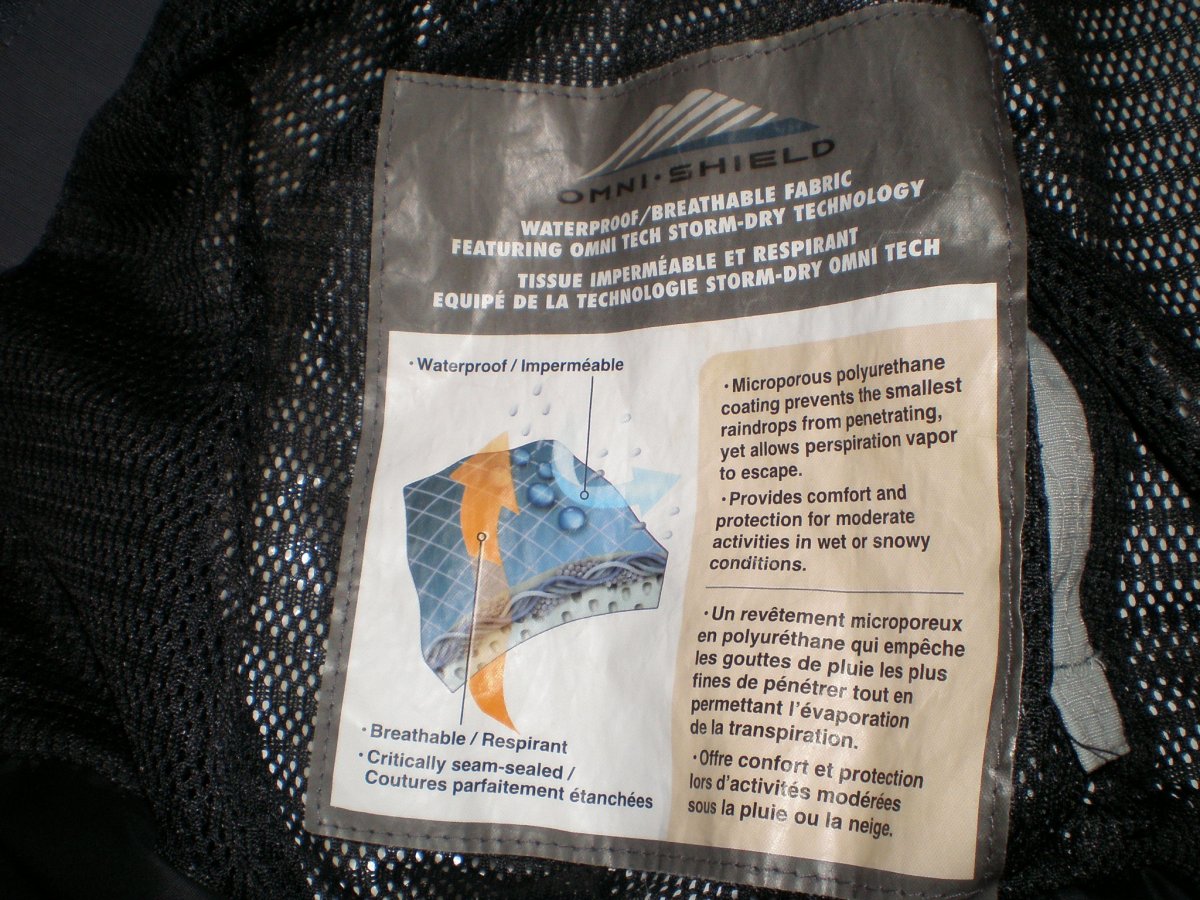 OMNI·SHIELD
WATERPROOF/BREATHABLE FABRIC
FEATURING OMNI TECH STORM-DRY TECHNOLOGY
TISSUE IMPERMÉABLE ET RESPIRANT
EQUIPÉ DE LA TECHNOLOGIE STORM-DRY OMNI TECH
· Waterproof / Imperméable
· Breathable / Respirant
· Critically seam-sealed /
Coutures parfaitement étanchées
· Microporous polyurethane
coating prevents the smallest
raindrops from penetrating,
yet allows perspiration vapor
to escape.
· Provides comfort and
protection for moderate
activities in wet or snowy
conditions.
· Un revêtement microporeux
en polyuréthane qui empêche
les gouttes de pluie les plus
fines de pénétrer tout en
permettant l'évaporation
de la transpiration.
· Offre confort et protection
lors d'activités modérées
sous la pluie ou la neige.